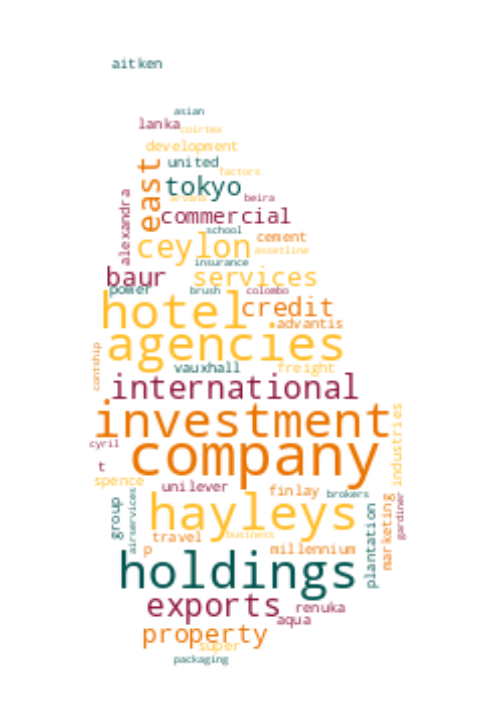 aitken
asian
lanka
coirtex
development
united
factors
east
tokyo
arvana
beira
alexandra
commercial
school
ceylon
cement
assetline
insurance
baur
services
power
brush
colombo
hotel
credit
advantis
agencies
contship
vauxhall
freight
international
investment
industries
cyril
company
t
spence
unilever
finlay
brokers
group
airservices
hayleys
plantation
marketing
gardiner
travel
business
p
millennium
holdings
exports
renuka
aqua
property
super
packaging